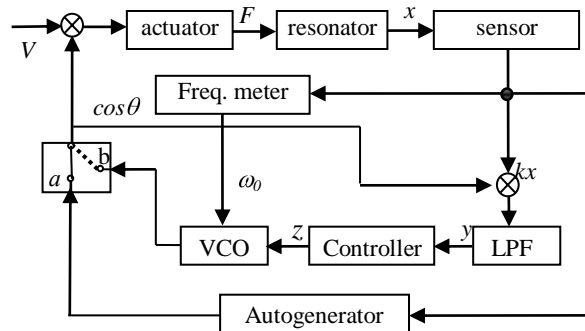 actuator
F
resonator
x
sensor
V
Freq. meter
cosθ
b
a
kx
ω₀
z
y
VCO
Controller
LPF
Autogenerator